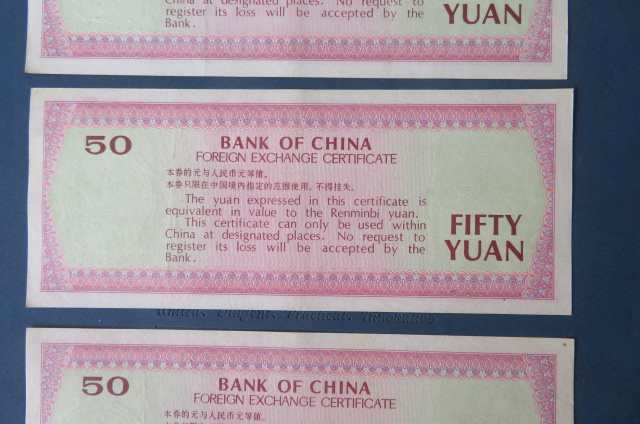 China at designated places. No request to
register its loss will be accepted by the
Bank.
YUAN
50
BANK OF CHINA
FOREIGN EXCHANGE CERTIFICATE
本券的元与人民币元等值。
本券只限在中国境内指定的范围使用。不得挂失。
The yuan expressed in this certificate is
equivalent in value to the Renminbi yuan.
This certificate can only be used within
China at designated places. No request to
register its loss will be accepted by the
Bank.
FIFTY
YUAN
50
BANK OF CHINA
FOREIGN EXCHANGE CERTIFICATE
本券的元与人民币元等值。